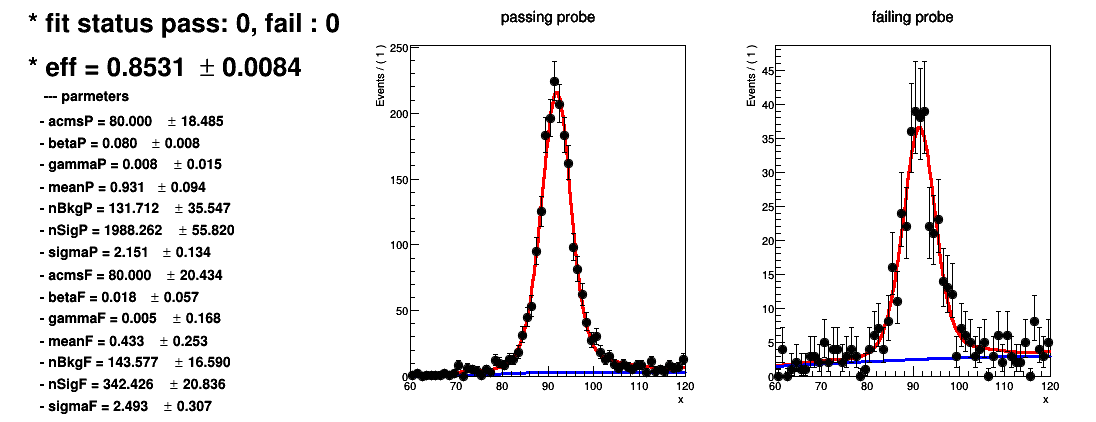 * fit status pass: 0, fail : 0
* eff = 0.8531 ± 0.0084
--- parmeters
- acmsP = 80.000 ± 18.485
- betaP = 0.080 ± 0.008
- gammaP = 0.008 ± 0.015
- meanP = 0.931 ± 0.094
- nBkgP = 131.712 ± 35.547
- nSigP = 1988.262 ± 55.820
- sigmaP = 2.151 ± 0.134
- acmsF = 80.000 ± 20.434
- betaF = 0.018 ± 0.057
- gammaF = 0.005 ± 0.168
- meanF = 0.433 ± 0.253
- nBkgF = 143.577 ± 16.590
- nSigF = 342.426 ± 20.836
- sigmaF = 2.493 ± 0.307
passing probe
Events / ( 1 )
250
200
150
100
50
0
60 70 80 90 100 110 120
x
failing probe
Events / ( 1 )
45
40
35
30
25
20
15
10
5
0
60 70 80 90 100 110 120
x